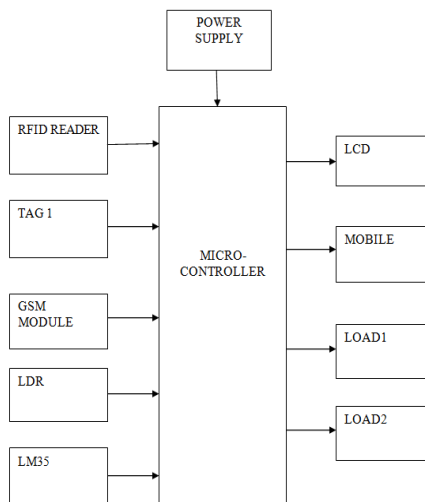 POWER
SUPPLY
RFID READER
TAG 1
GSM
MODULE
LDR
LM35
MICRO-
CONTROLLER
LCD
MOBILE
LOAD1
LOAD2